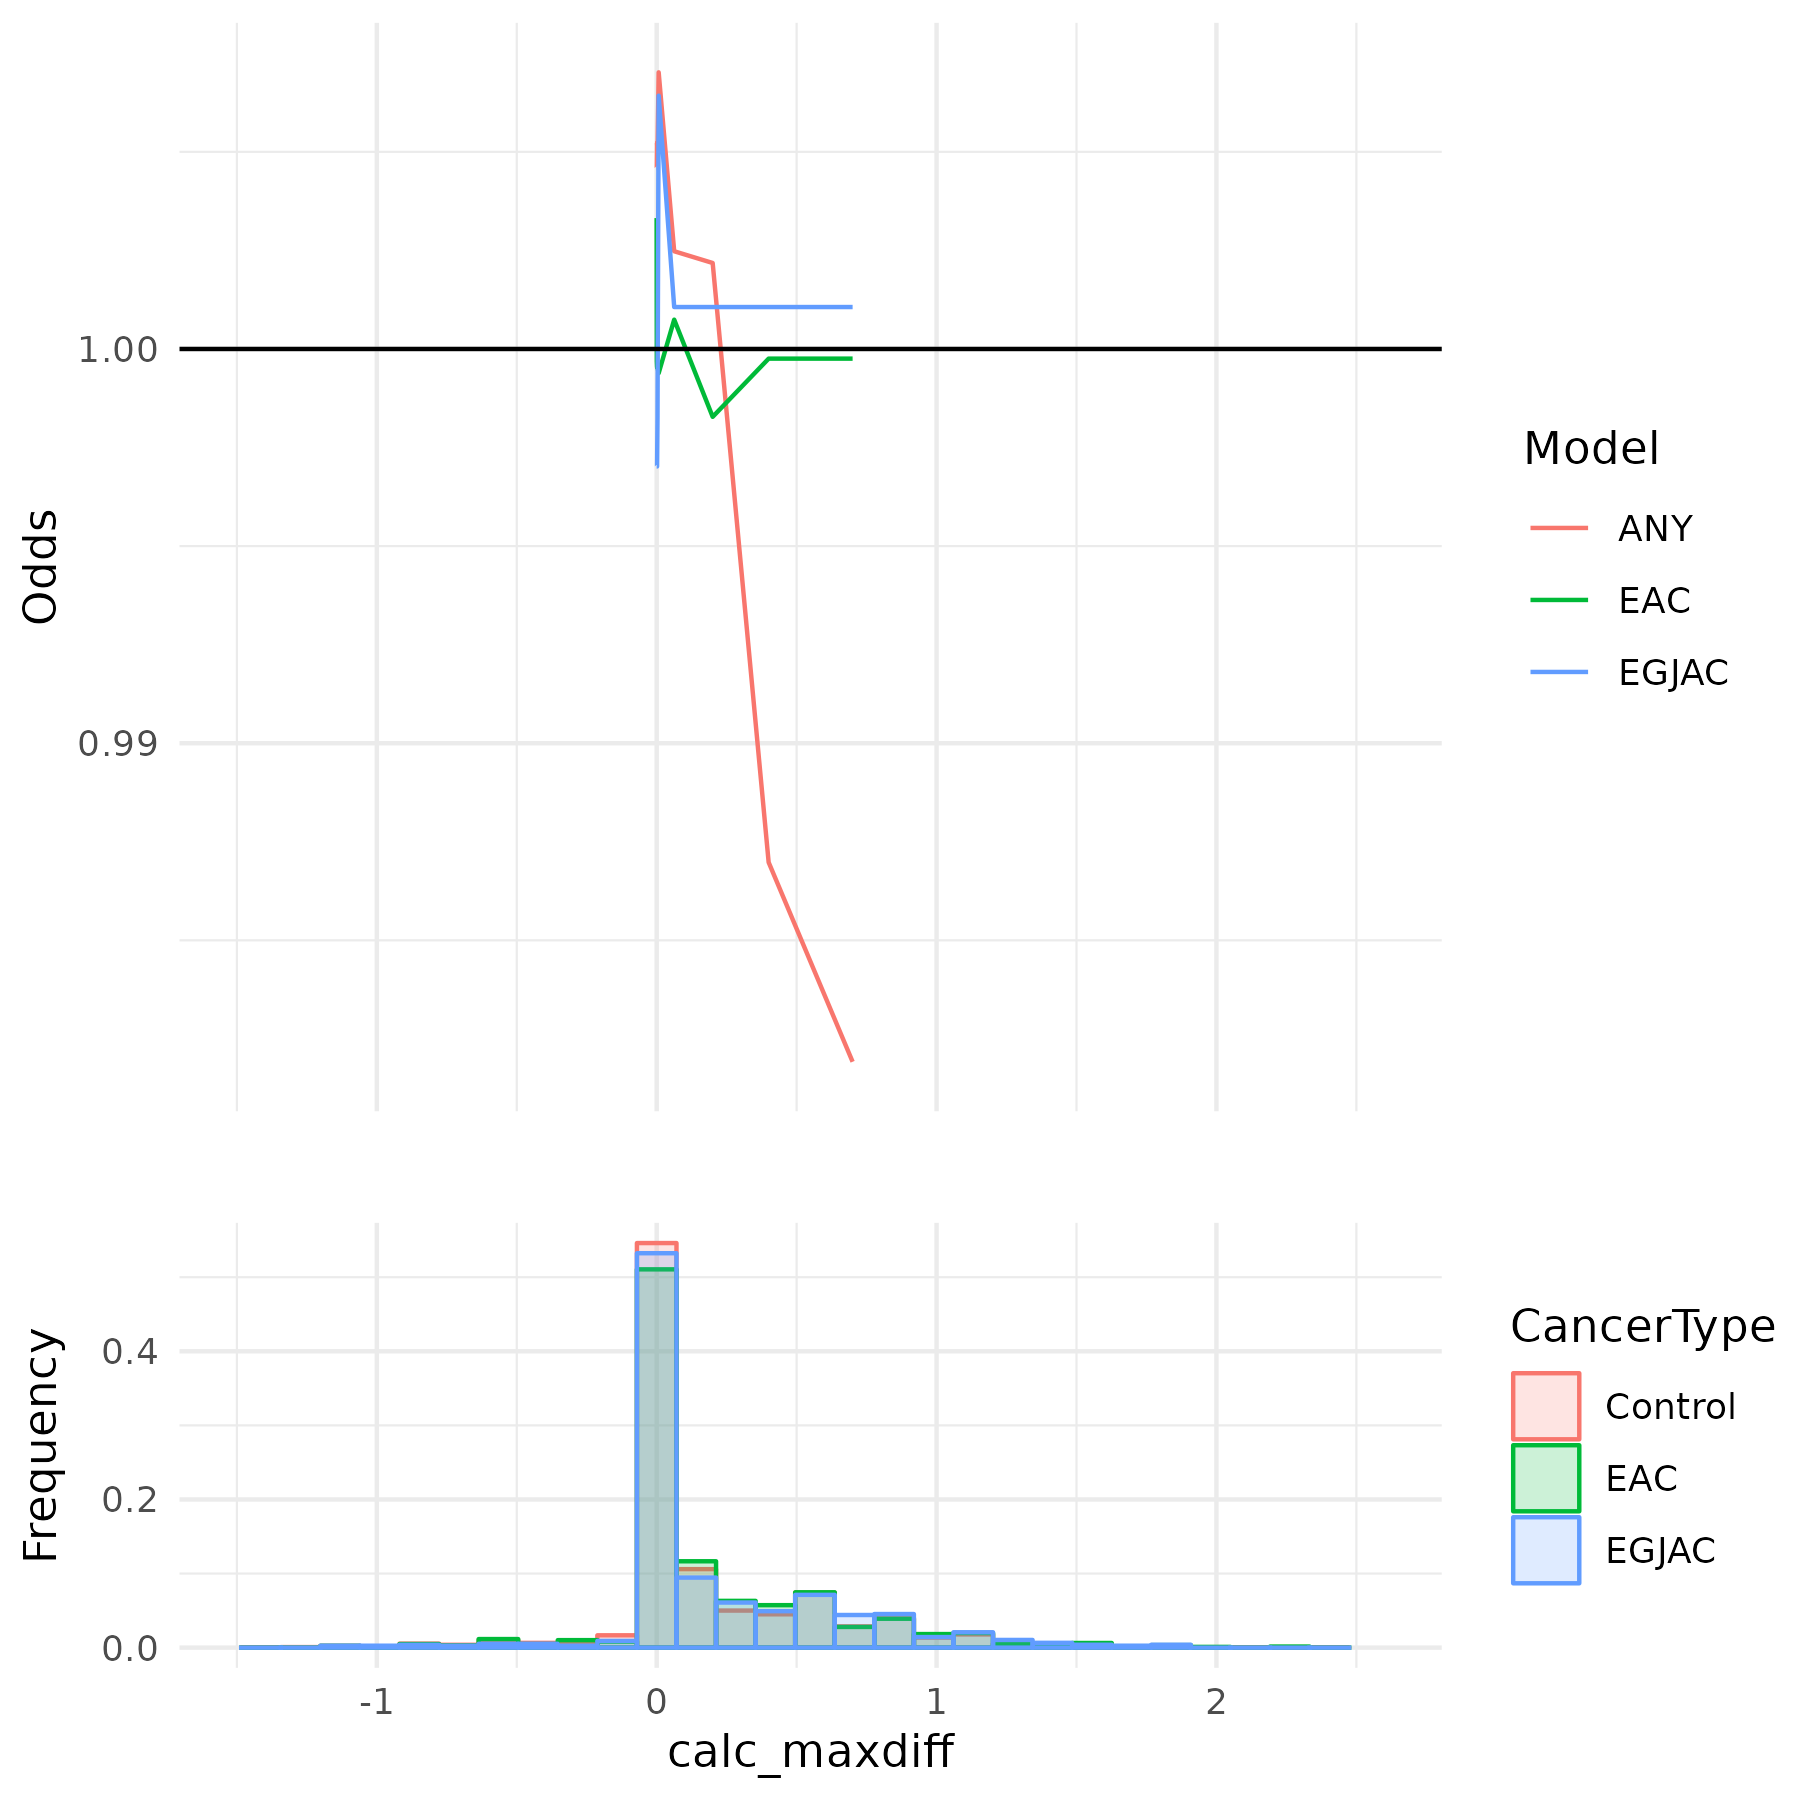 Odds
1.00
0.99
Model
ANY
EAC
EGJAC
Frequency
0.4
0.2
0.0
-1 0 1 2
calc_maxdiff
CancerType
Control
EAC
EGJAC